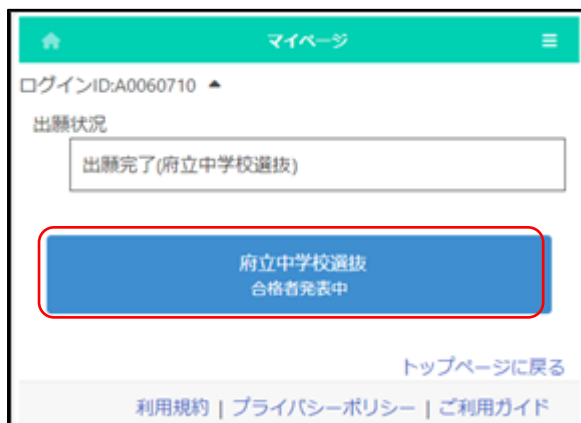 マイページ
ログインID:A0060710
出願状況
出願完了(府立中学校選抜)
府立中学校選抜
合格者発表中
トップページに戻る
利用規約 | プライバシーポリシー | ご利用ガイド